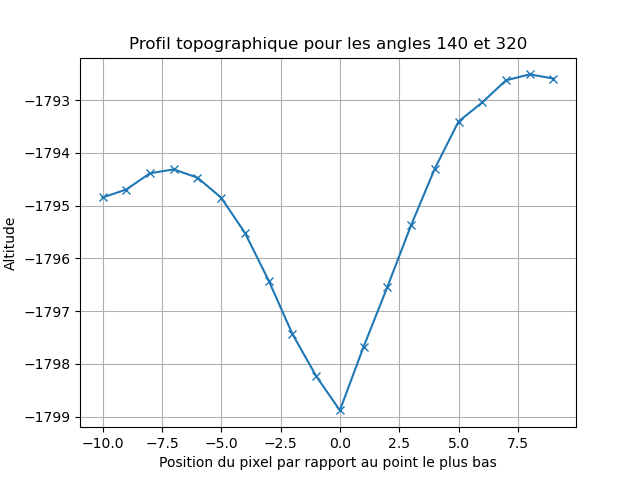 Profil topographique pour les angles 140 et 320
Altitude
−1793
−1794
−1795
−1796
−1797
−1798
−1799
−10.0 −7.5 −5.0 −2.5 0.0 2.5 5.0 7.5
Position du pixel par rapport au point le plus bas